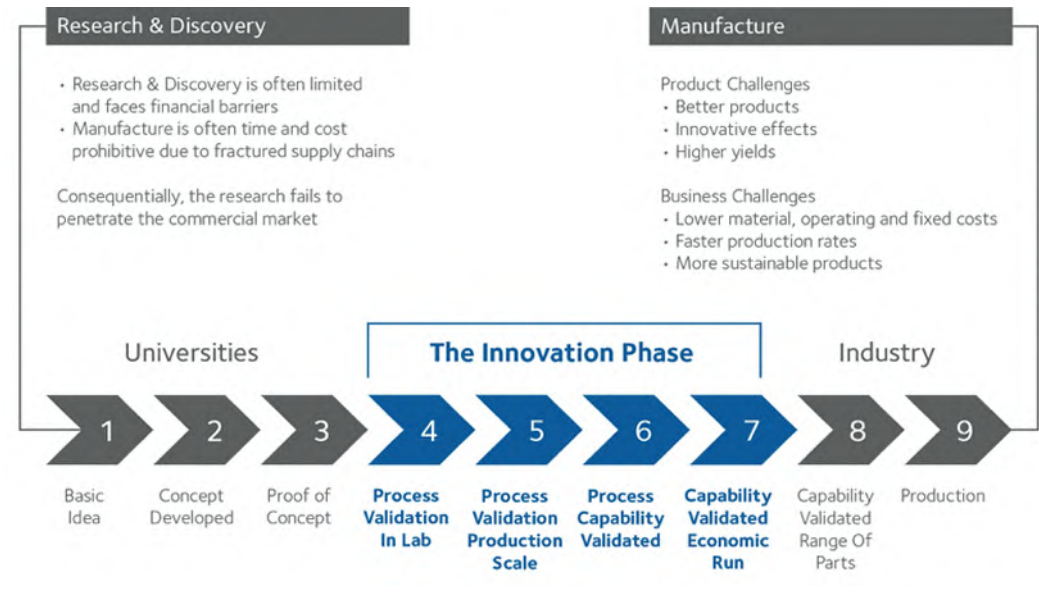 Research & Discovery
• Research & Discovery is often limited
and faces financial barriers
• Manufacture is often time and cost
prohibitive due to fractured supply chains
Consequentially, the research fails to
penetrate the commercial market
Manufacture
Product Challenges
• Better products
• Innovative effects
• Higher yields
Business Challenges
• Lower material, operating and fixed costs
• Faster production rates
• More sustainable products
Universities
The Innovation Phase
Industry
1
2
3
4
5
6
7
8
9
Basic
Idea
Concept
Developed
Proof of
Concept
Process
Validation
In Lab
Process
Validation
Production
Scale
Process
Capability
Validated
Capability
Validated
Economic
Run
Capability
Validated
Range Of
Parts
Production